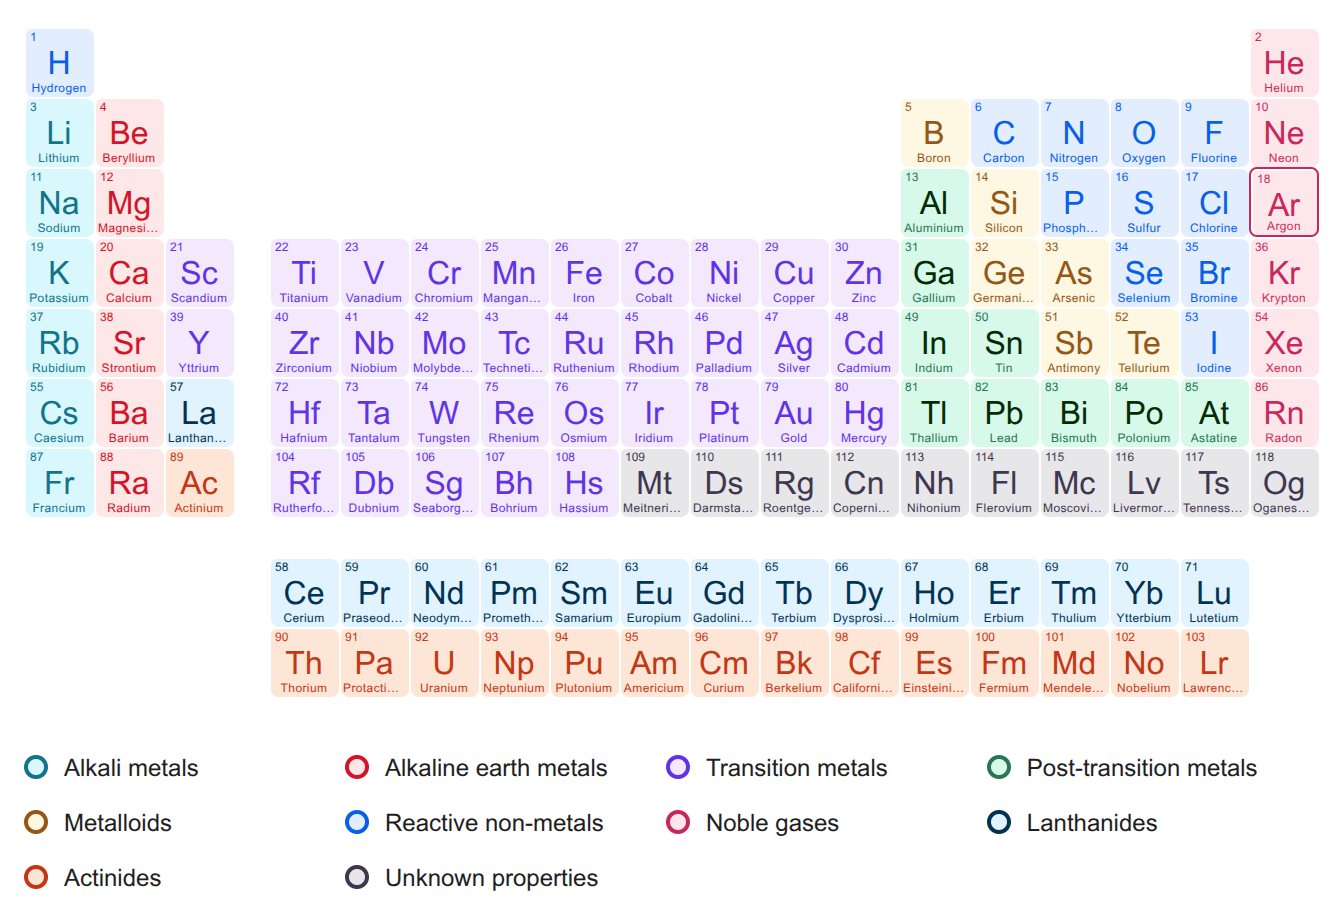 1 2
H He
Hydrogen Helium
3 4 5 6 7 8 9 10
Li Be B C N O F Ne
Lithium Beryllium Boron Carbon Nitrogen Oxygen Fluorine Neon
11 12 13 14 15 16 17 18
Na Mg Al Si P S Cl Ar
Sodium Magnesi... Aluminium Silicon Phosph... Sulfur Chlorine Argon
19 20 21 22 23 24 25 26 27 28 29 30 31 32 33 34 35 36
K Ca Sc Ti V Cr Mn Fe Co Ni Cu Zn Ga Ge As Se Br Kr
Potassium Calcium Scandium Titanium Vanadium Chromium Mangan... Iron Cobalt Nickel Copper Zinc Gallium Germani... Arsenic Selenium Bromine Krypton
37 38 39 40 41 42 43 44 45 46 47 48 49 50 51 52 53 54
Rb Sr Y Zr Nb Mo Tc Ru Rh Pd Ag Cd In Sn Sb Te I Xe
Rubidium Strontium Yttrium Zirconium Niobium Molybde... Techneti... Ruthenium Rhodium Palladium Silver Cadmium Indium Tin Antimony Tellurium Iodine Xenon
55 56 57 72 73 74 75 76 77 78 79 80 81 82 83 84 85 86
Cs Ba La Hf Ta W Re Os Ir Pt Au Hg Tl Pb Bi Po At Rn
Caesium Barium Lanthan... Hafnium Tantalum Tungsten Rhenium Osmium Iridium Platinum Gold Mercury Thallium Lead Bismuth Polonium Astatine Radon
87 88 89 104 105 106 107 108 109 110 111 112 113 114 115 116 117 118
Fr Ra Ac Rf Db Sg Bh Hs Mt Ds Rg Cn Nh Fl Mc Lv Ts Og
Francium Radium Actinium Rutherfo... Dubnium Seaborg... Bohrium Hassium Meitneri... Darmsta... Roentge... Coperni... Nihonium Flerovium Moscovi... Livermor... Tenness... Oganes...
58 59 60 61 62 63 64 65 66 67 68 69 70 71
Ce Pr Nd Pm Sm Eu Gd Tb Dy Ho Er Tm Yb Lu
Cerium Praseod... Neodym... Prometh... Samarium Europium Gadolini... Terbium Dysprosi... Holmium Erbium Thulium Ytterbium Lutetium
90 91 92 93 94 95 96 97 98 99 100 101 102 103
Th Pa U Np Pu Am Cm Bk Cf Es Fm Md No Lr
Thorium Protacti... Uranium Neptunium Plutonium Americium Curium Berkelium Californi... Einsteini... Fermium Mendele... Nobelium Lawrenc...
Alkali metals Alkaline earth metals Transition metals Post-transition metals
Metalloids Reactive non-metals Noble gases Lanthanides
Actinides Unknown properties